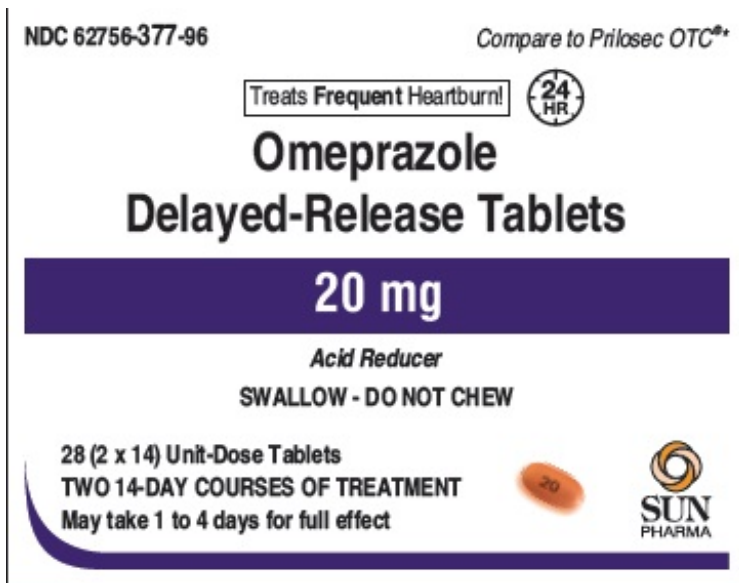 NDC 62756-377-96
Compare to Prilosec OTC®*
Treats Frequent Heartburn!
24
HR
Omeprazole
Delayed-Release Tablets
20 mg
Acid Reducer
SWALLOW - DO NOT CHEW
28 (2 x 14) Unit-Dose Tablets
TWO 14-DAY COURSES OF TREATMENT
May take 1 to 4 days for full effect
20
SUN
PHARMA